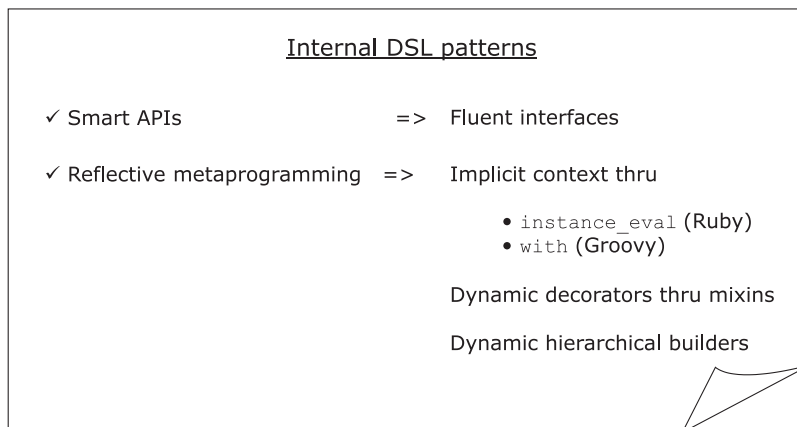 Internal DSL patterns
✓ Smart APIs => Fluent interfaces
✓ Reflective metaprogramming => Implicit context thru
• instance_eval (Ruby)
• with (Groovy)
Dynamic decorators thru mixins
Dynamic hierarchical builders